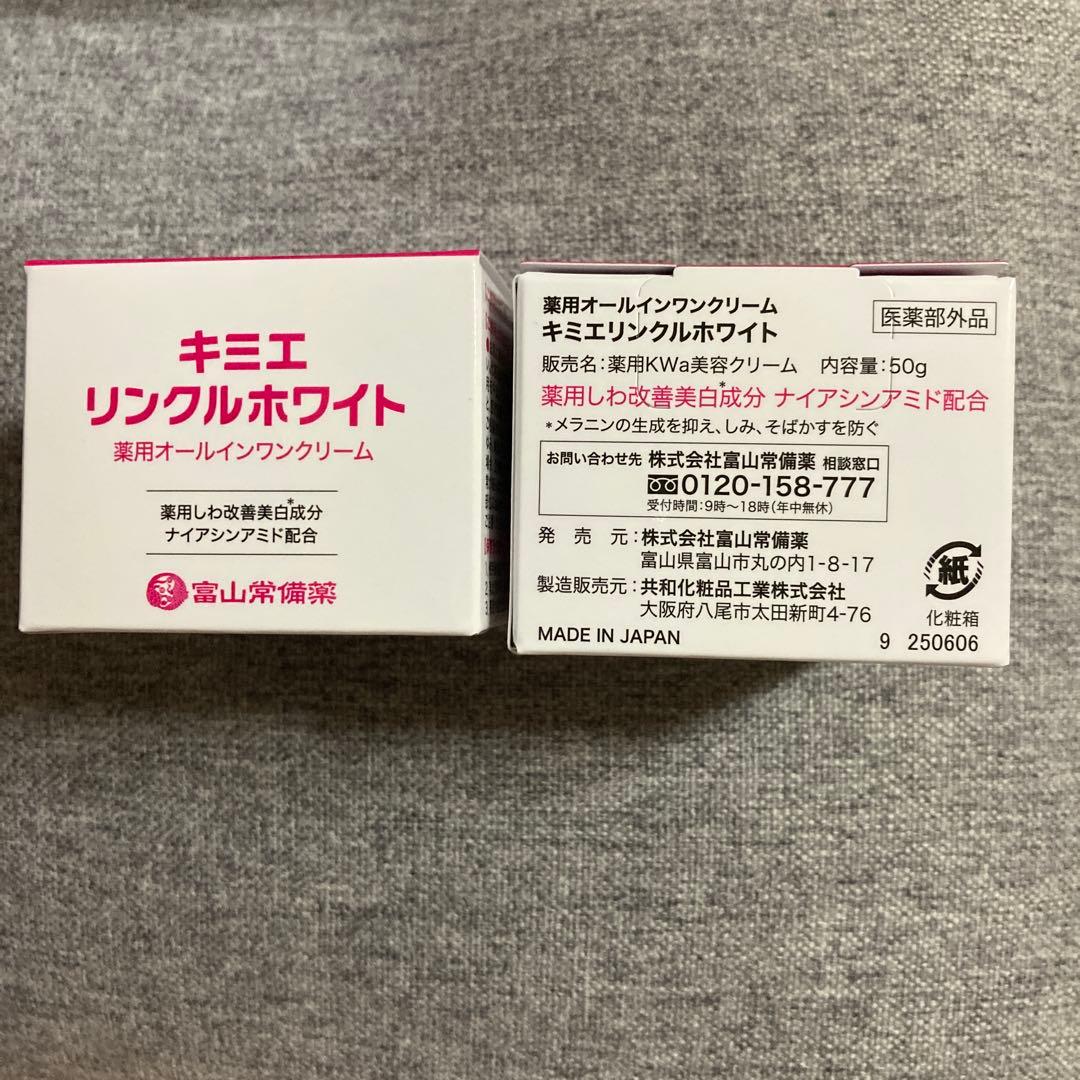 キミエ
リンクルホワイト
薬用オールインワンクリーム
薬用しわ改善美白*成分
ナイアシンアミド配合
富山常備薬
薬用オールインワンクリーム
キミエリンクルホワイト
医薬部外品
販売名:薬用KWa美容クリーム 内容量:50g
薬用しわ改善美白*成分 ナイアシンアミド配合
*メラニンの生成を抑え、しみ、そばかすを防ぐ
お問い合わせ先 株式会社富山常備薬 相談窓口
0120-158-777
受付時間:9時~18時(年中無休)
発売元:株式会社富山常備薬
富山県富山市丸の内1-8-17
製造販売元:共和化粧品工業株式会社
大阪府八尾市太田新町4-76
MADE IN JAPAN
紙
化粧箱
9 250606